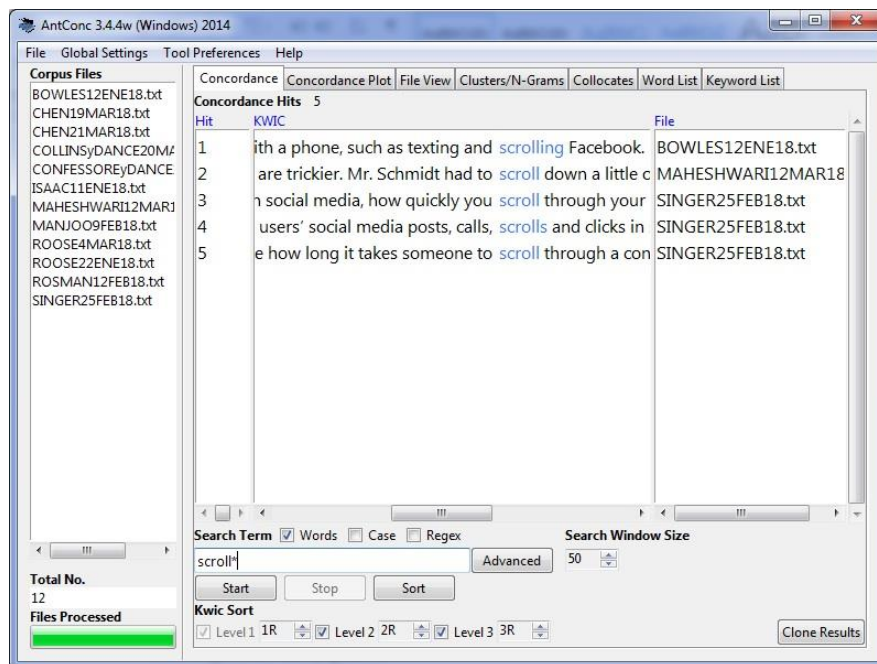 AntConc 3.4.4w (Windows) 2014
File Global Settings Tool Preferences Help
Corpus Files
BOWLES12ENE18.txt
CHEN19MAR18.txt
CHEN21MAR18.txt
COLLINSyDANCE20MA
CONFESSOREyDANCE
ISAAC11ENE18.txt
MAHESHWARI12MAR1
MANJOO9FEB18.txt
ROOSE4MAR18.txt
ROOSE22ENE18.txt
ROSMAN12FEB18.txt
SINGER25FEB18.txt
Total No.
12
Files Processed
Concordance Concordance Plot File View Clusters/N-Grams Collocates Word List Keyword List
Concordance Hits 5
Hit KWIC File
1 ith a phone, such as texting and scrolling Facebook. BOWLES12ENE18.txt
2 are trickier. Mr. Schmidt had to scroll down a little c MAHESHWARI12MAR18
3 n social media, how quickly you scroll through your SINGER25FEB18.txt
4 users' social media posts, calls, scrolls and clicks in SINGER25FEB18.txt
5 e how long it takes someone to scroll through a con SINGER25FEB18.txt
Search Term Words Case Regex Search Window Size
scroll* Advanced 50
Start Stop Sort
Kwic Sort
Level 1 1R Level 2 2R Level 3 3R Clone Results